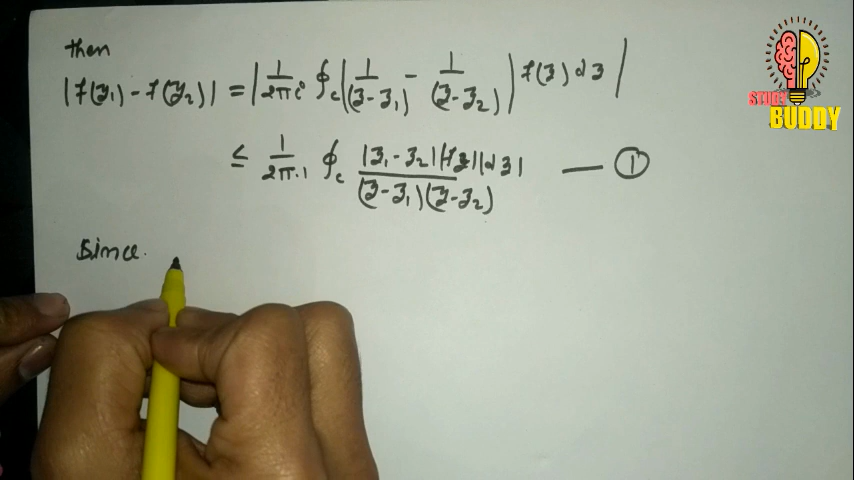 then
|f(z₁) - f(z₂)| = |1/2πi ∮c |1/(z-z₁) - 1/(z-z₂)| f(z) dz|
≤ 1/2π·1 ∮c |z₁-z₂||fz||dz| / (z-z₁)(z-z₂) — ①
Since.
STUDY
BUDDY